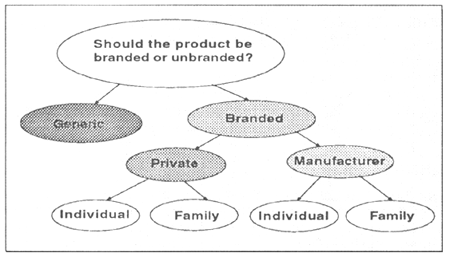 Should the product be
branded or unbranded?
Generic
Branded
Private
Manufacturer
Individual
Family
Individual
Family